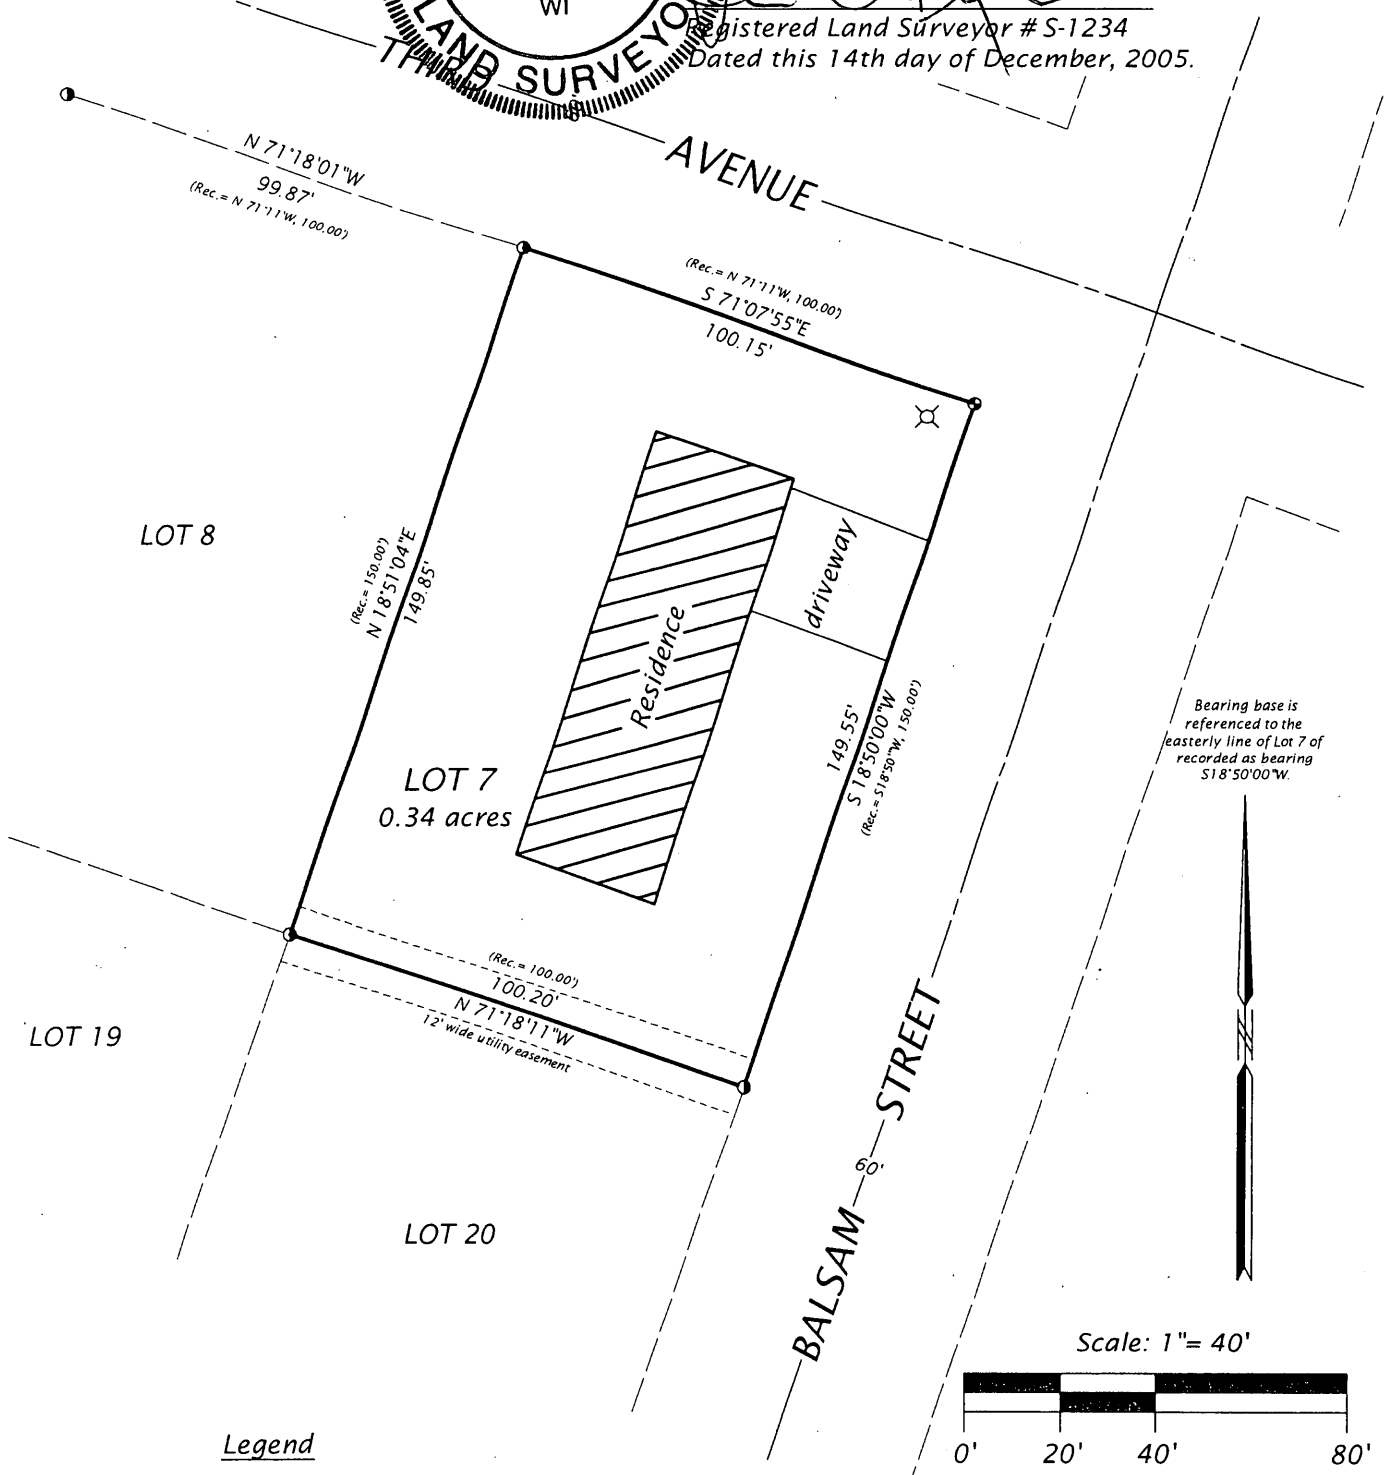 WI
LAND SURVEYO
Registered Land Surveyor # S-1234
Dated this 14th day of December, 2005.
THIRD
AVENUE
N 71°18'01"W
99.87'
(Rec.= N 71°11'W, 100.00')
(Rec.= N 71°11'W, 100.00')
S 71°07'55"E
100.15'
LOT 8
(Rec.= 150.00')
N 18°51'04"E
149.85'
driveway
Residence
149.55'
S 18°50'00"W
(Rec.= S18°50"W, 150.00')
LOT 7
0.34 acres
Bearing base is
referenced to the
easterly line of Lot 7 of
recorded as bearing
S18°50'00"W.
(Rec.= 100.00')
100.20'
N 71°18'11"W
12' wide utility easement
LOT 19
LOT 20
BALSAM
60'
STREET
Scale: 1"= 40'
0' 20' 40' 80'
Legend